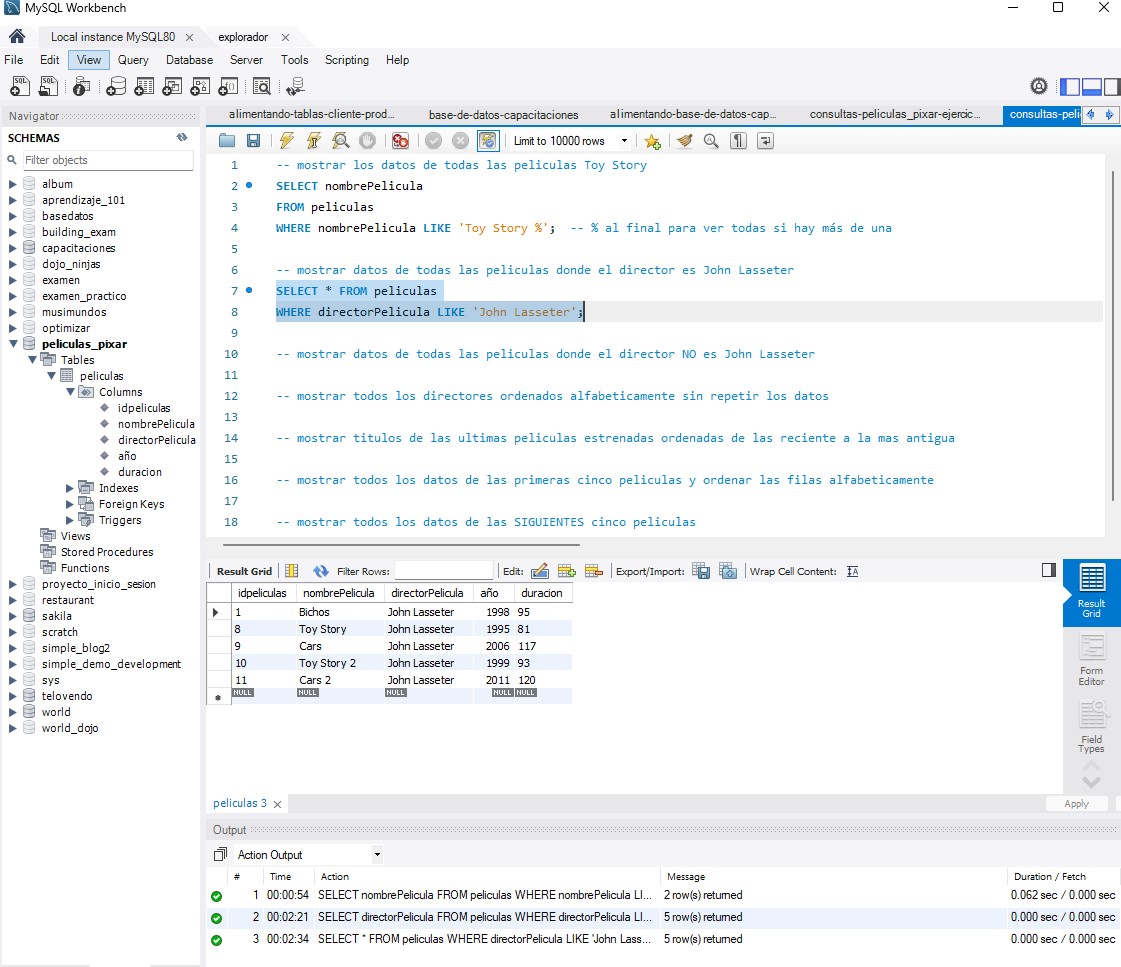 MySQL Workbench
Local instance MySQL80
explorador
File Edit View Query Database Server Tools Scripting Help
Navigator
SCHEMAS
Filter objects
album
aprendizaje_101
basedatos
building_exam
capacitaciones
dojo_ninjas
examen
examen_practico
musimundos
optimizar
peliculas_pixar
Tables
peliculas
Columns
idpeliculas
nombrePelicula
directorPelicula
año
duracion
Indexes
Foreign Keys
Triggers
Views
Stored Procedures
Functions
proyecto_inicio_sesion
restaurant
sakila
scratch
simple_blog2
simple_demo_development
sys
telovendo
world
world_dojo
alimentando-tablas-cliente-prod... base-de-datos-capacitaciones alimentando-base-de-datos-cap... consultas-peliculas_pixar-ejercic... consultas-peli
Limit to 10000 rows
1 -- mostrar los datos de todas las peliculas Toy Story
2 SELECT nombrePelicula
3 FROM peliculas
4 WHERE nombrePelicula LIKE 'Toy Story %'; -- % al final para ver todas si hay más de una
5
6 -- mostrar datos de todas las peliculas donde el director es John Lasseter
7 SELECT * FROM peliculas
8 WHERE directorPelicula LIKE 'John Lasseter';
9
10 -- mostrar datos de todas las peliculas donde el director NO es John Lasseter
11
12 -- mostrar todos los directores ordenados alfabeticamente sin repetir los datos
13
14 -- mostrar titulos de las ultimas peliculas estrenadas ordenadas de las reciente a la mas antigua
15
16 -- mostrar todos los datos de las primeras cinco peliculas y ordenar las filas alfabeticamente
17
18 -- mostrar todos los datos de las SIGUIENTES cinco peliculas
Result Grid Filter Rows: Edit: Export/Import: Wrap Cell Content:
idpeliculas nombrePelicula directorPelicula año duracion
1 Bichos John Lasseter 1998 95
8 Toy Story John Lasseter 1995 81
9 Cars John Lasseter 2006 117
10 Toy Story 2 John Lasseter 1999 93
11 Cars 2 John Lasseter 2011 120
NULL NULL NULL NULL NULL
Result
Grid
Form
Editor
Field
Types
peliculas 3
Apply
Output
Action Output
# Time Action Message Duration / Fetch
1 00:00:54 SELECT nombrePelicula FROM peliculas WHERE nombrePelicula LI... 2 row(s) returned 0.062 sec / 0.000 sec
2 00:02:21 SELECT directorPelicula FROM peliculas WHERE directorPelicula LI... 5 row(s) returned 0.000 sec / 0.000 sec
3 00:02:34 SELECT * FROM peliculas WHERE directorPelicula LIKE 'John Lass... 5 row(s) returned 0.000 sec / 0.000 sec